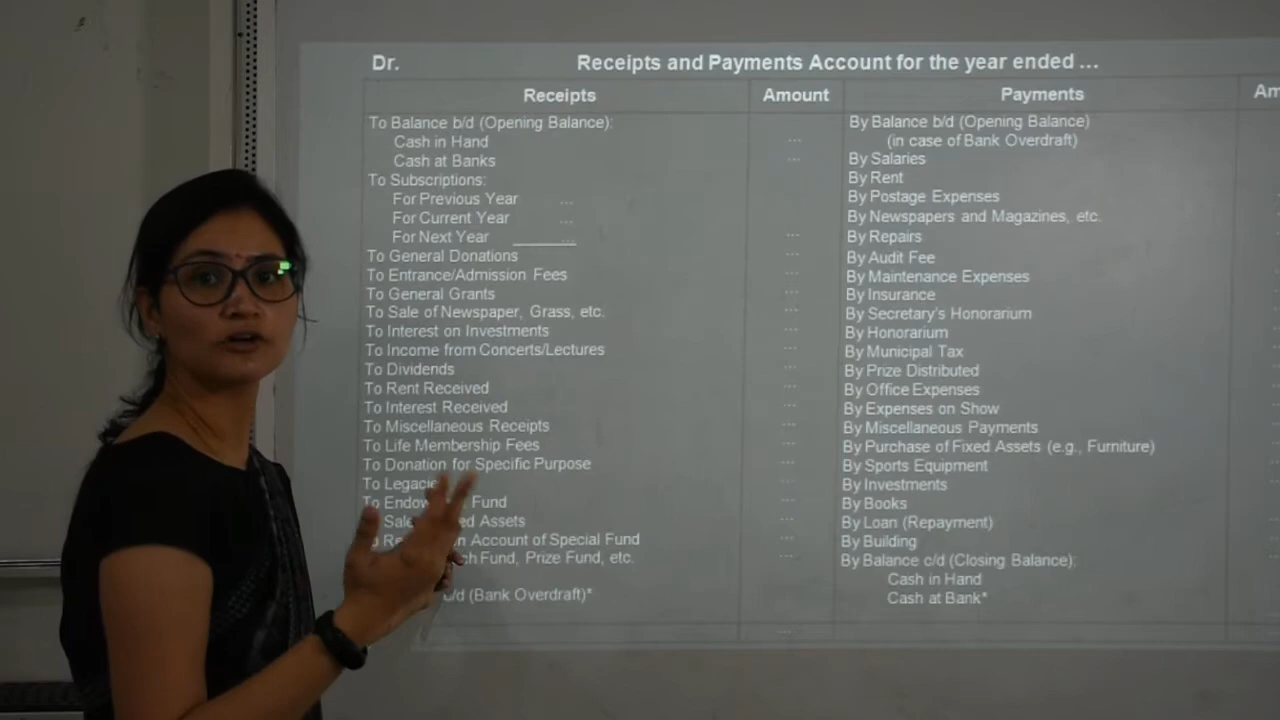 Dr. Receipts and Payments Account for the year ended ...
Receipts Amount Payments Am
To Balance b/d (Opening Balance):
Cash in Hand ...
Cash at Banks ...
To Subscriptions:
For Previous Year ...
For Current Year ...
For Next Year ... ...
To General Donations ...
To Entrance/Admission Fees ...
To General Grants ...
To Sale of Newspaper, Grass, etc. ...
To Interest on Investments ...
To Income from Concerts/Lectures ...
To Dividends ...
To Rent Received ...
To Interest Received ...
To Miscellaneous Receipts ...
To Life Membership Fees ...
To Donation for Specific Purpose ...
To Legacie ...
To Endow Fund ...
Sale ed Assets ...
n Account of Special Fund ...
ch Fund, Prize Fund, etc. ...
c/d (Bank Overdraft)*
...
By Balance b/d (Opening Balance)
(in case of Bank Overdraft)
By Salaries
By Rent
By Postage Expenses
By Newspapers and Magazines, etc.
By Repairs
By Audit Fee
By Maintenance Expenses
By Insurance
By Secretary's Honorarium
By Honorarium
By Municipal Tax
By Prize Distributed
By Office Expenses
By Expenses on Show
By Miscellaneous Payments
By Purchase of Fixed Assets (e.g., Furniture)
By Sports Equipment
By Investments
By Books
By Loan (Repayment)
By Building
By Balance c/d (Closing Balance):
Cash in Hand
Cash at Bank*